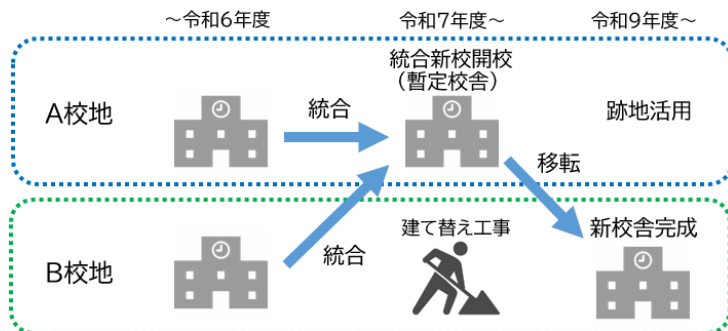 ～令和6年度
令和7年度～
令和9年度～
統合新校開校
（暫定校舎）
A校地
統合
跡地活用
移転
建て替え工事
新校舎完成
B校地
統合